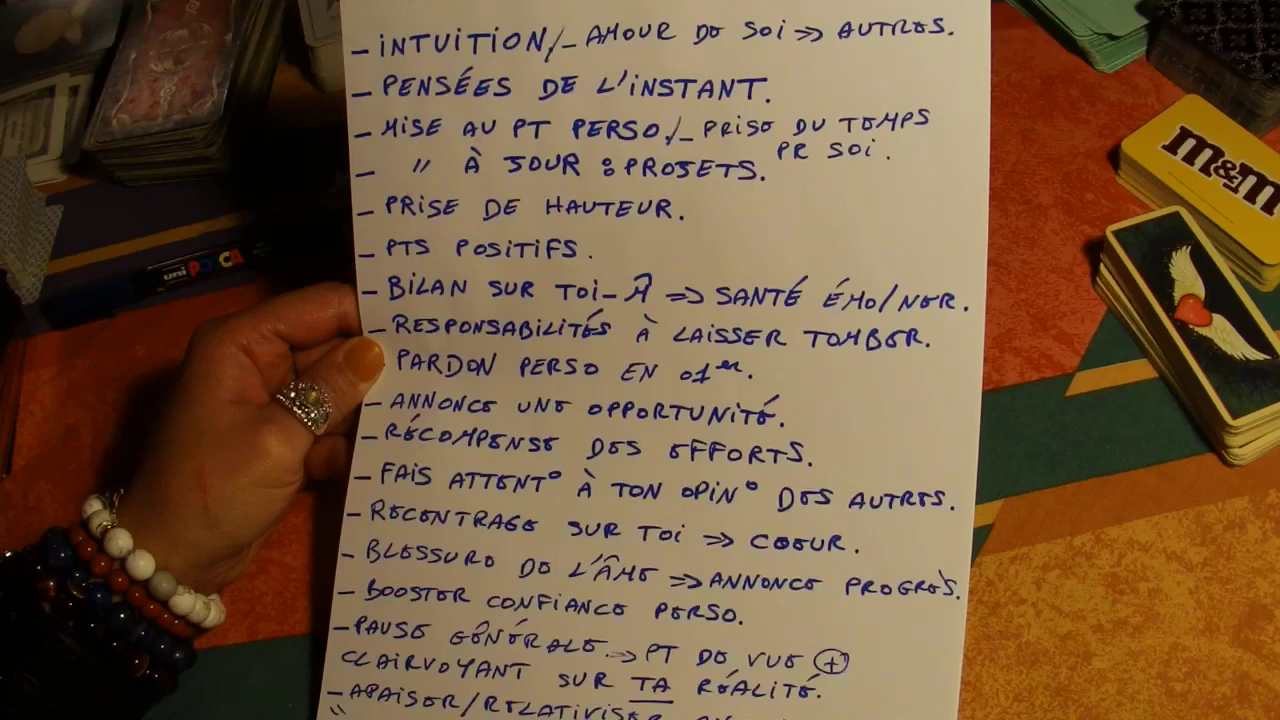 - INTUITION/- AMOUR DE SOI => AUTRES.
- PENSÉES DE L'INSTANT.
- MISE AU PT PERSO/- PRISE DU TEMPS
PR SOI.
- " À JOUR : PROJETS.
- PRISE DE HAUTEUR.
- PTS POSITIFS.
- BILAN SUR TOI- => SANTÉ ÉMO/NER.
- RESPONSABILITÉS À LAISSER TOMBER.
- PARDON PERSO EN 01er.
- ANNONCE UNE OPPORTUNITÉ.
- RÉCOMPENSE DES EFFORTS.
- FAIS ATTENT° À TON OPIN° DES AUTRES.
- RECENTRAGE SUR TOI => COEUR.
- BLESSURE DE L'ÂME => ANNONCE PROGRÈS.
- BOOSTER CONFIANCE PERSO.
- PAUSE GÉNÉRALE. => PT DE VUE ⊕
CLAIRVOYANT SUR TA RÉALITÉ.
- APAISER/RELATIVISER
"
uni POSCA
M&M